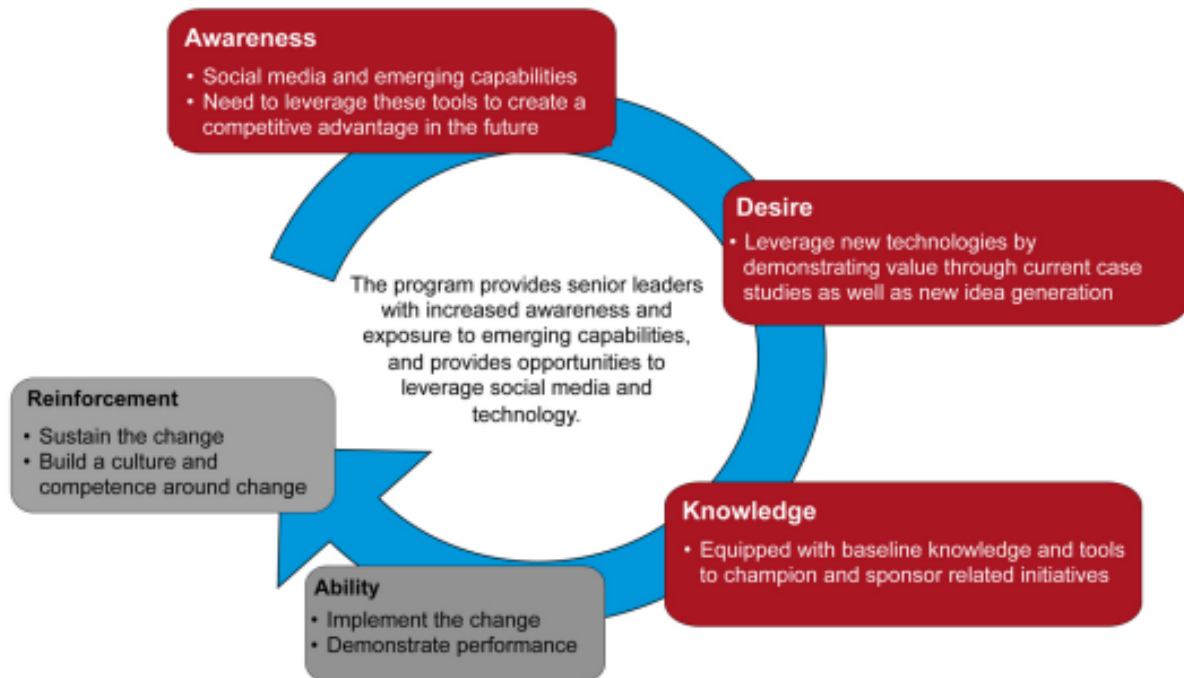 Awareness
• Social media and emerging capabilities
• Need to leverage these tools to create a
competitive advantage in the future
Desire
• Leverage new technologies by
demonstrating value through current case
studies as well as new idea generation
The program provides senior leaders
with increased awareness and
exposure to emerging capabilities,
and provides opportunities to
leverage social media and
technology.
Knowledge
• Equipped with baseline knowledge and tools
to champion and sponsor related initiatives
Ability
• Implement the change
• Demonstrate performance
Reinforcement
• Sustain the change
• Build a culture and
competence around change